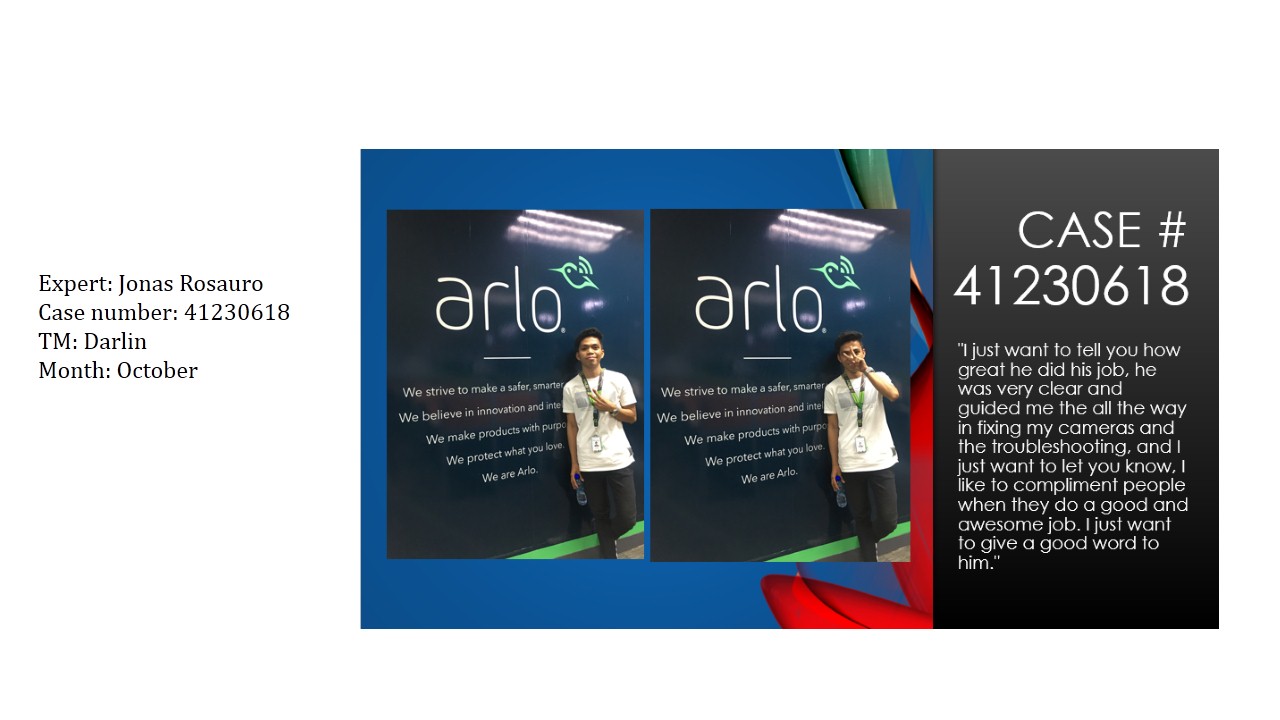 Expert: Jonas Rosauro
Case number: 41230618
TM: Darlin
Month: October
arlo
We strive to make a safer, smarter
We believe in innovation and
We make products with
We protect what you love.
We are Arlo.
arlo
We strive to make a safer, smarter
We believe in innovation and
We make products with
We protect what you love.
We are Arlo.
CASE #
41230618
"I just want to tell you how
great he did his job, he
was very clear and
guided me the all the way
in fixing my cameras and
the troubleshooting, and I
just want to let you know, I
like to compliment people
when they do a good and
awesome job. I just want
to give a good word to
him."